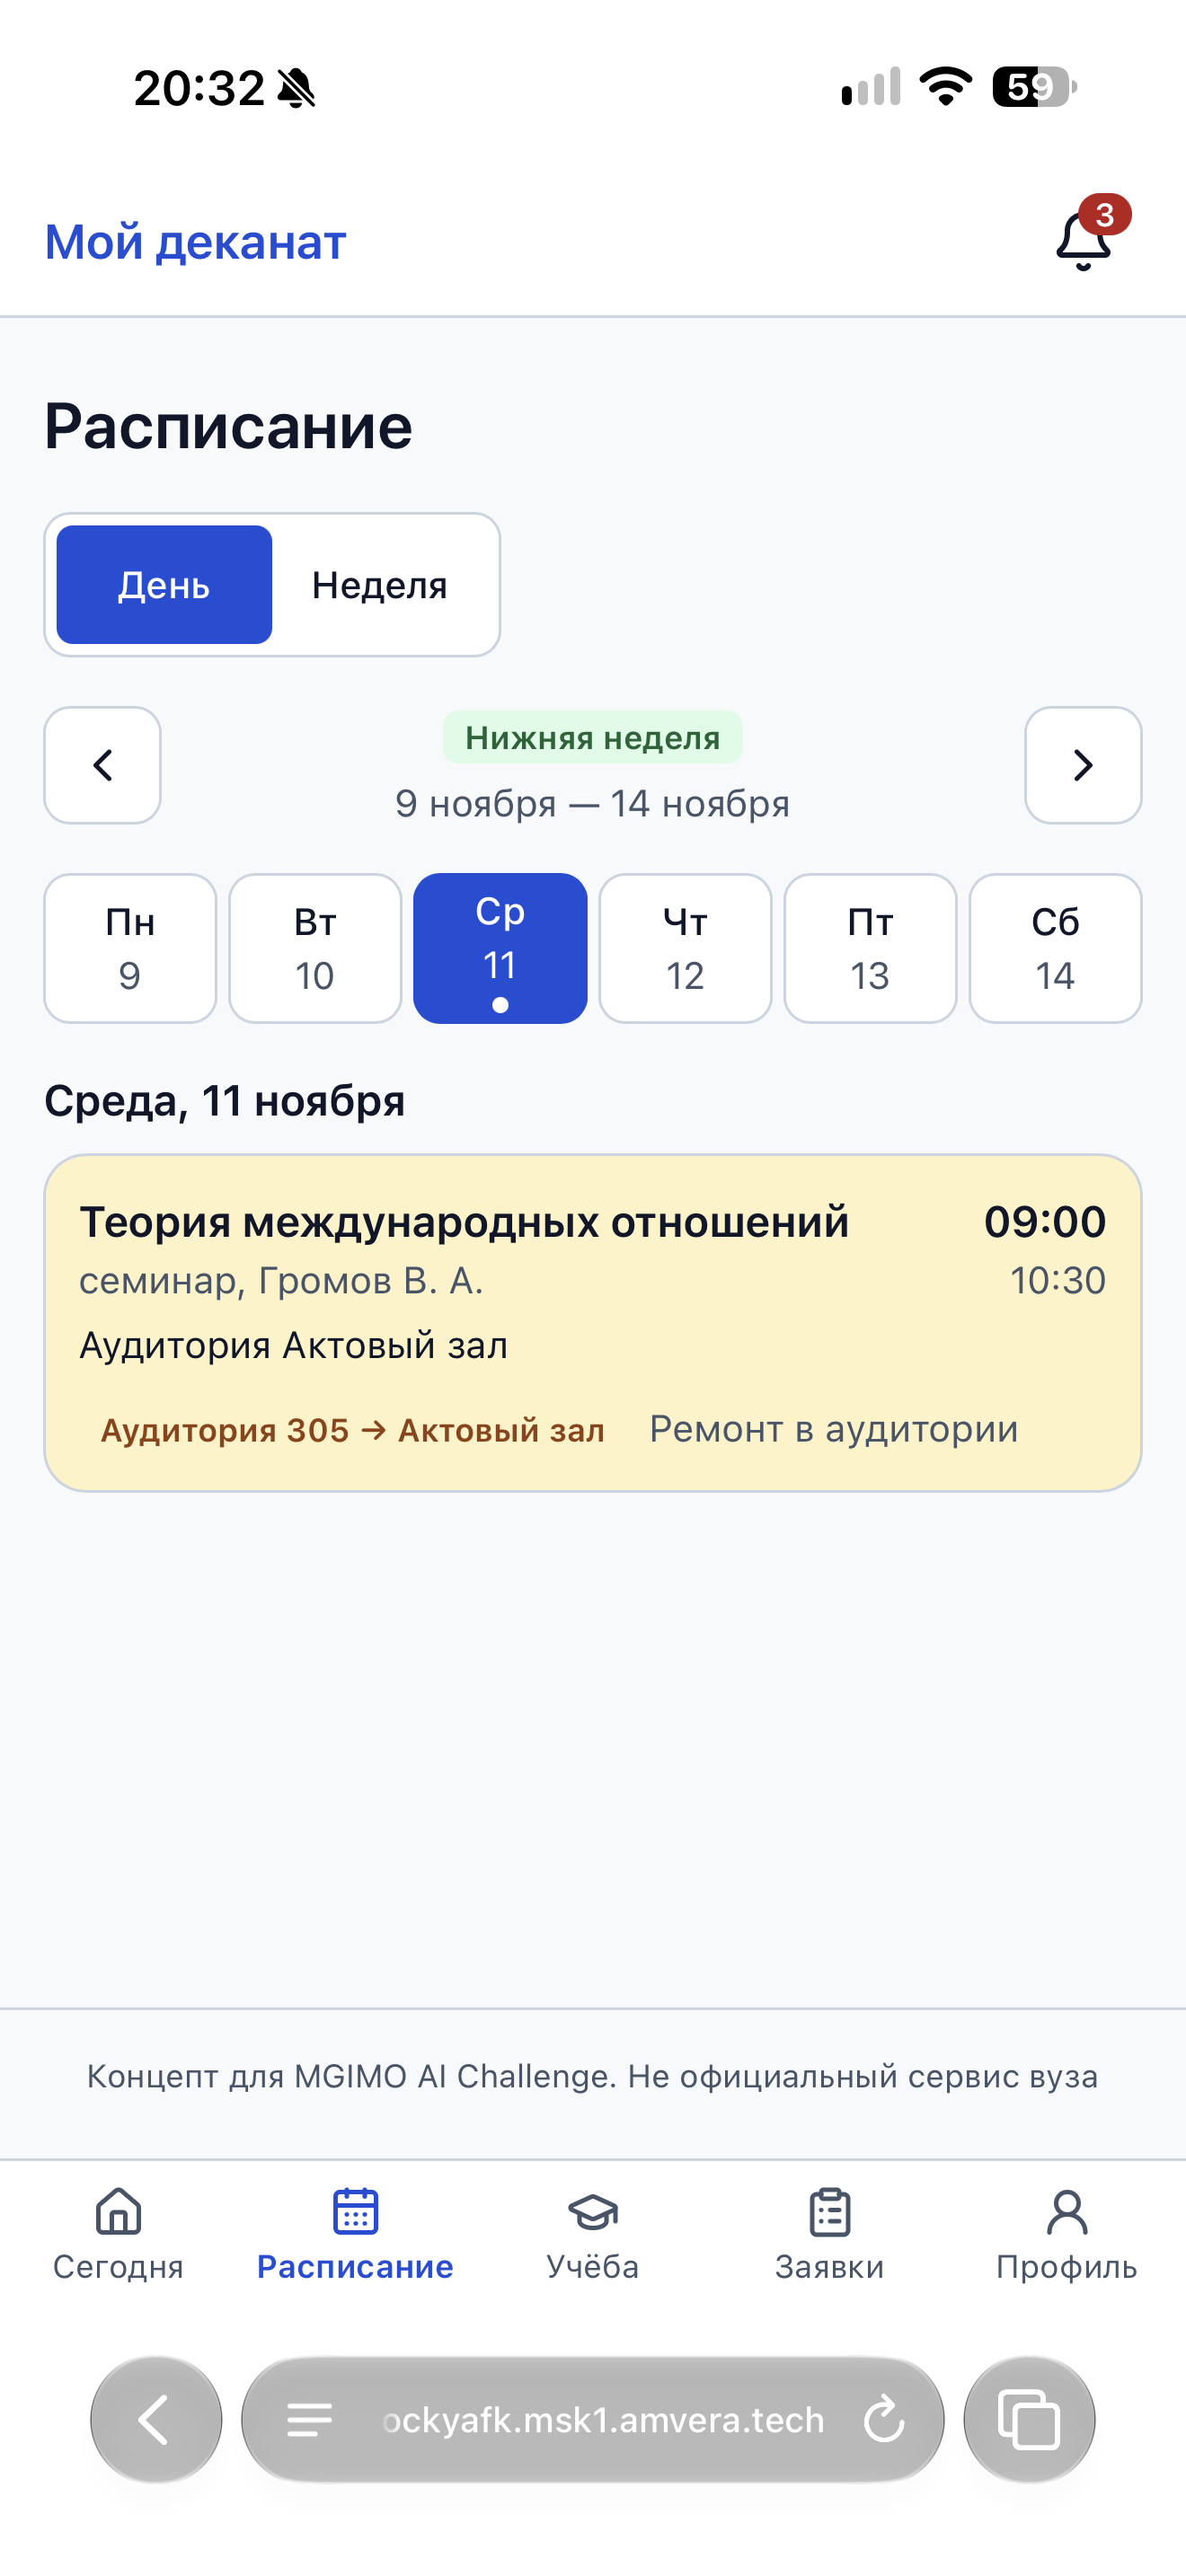 20:32
59
Мой деканат
3
Расписание
День Неделя
Нижняя неделя
9 ноября — 14 ноября
Пн Вт Ср Чт Пт Сб
9 10 11 12 13 14
Среда, 11 ноября
Теория международных отношений 09:00
семинар, Громов В. А. 10:30
Аудитория Актовый зал
Аудитория 305 → Актовый зал Ремонт в аудитории
Концепт для MGIMO AI Challenge. Не официальный сервис вуза
Сегодня Расписание Учёба Заявки Профиль
ockyafk.msk1.amvera.tech